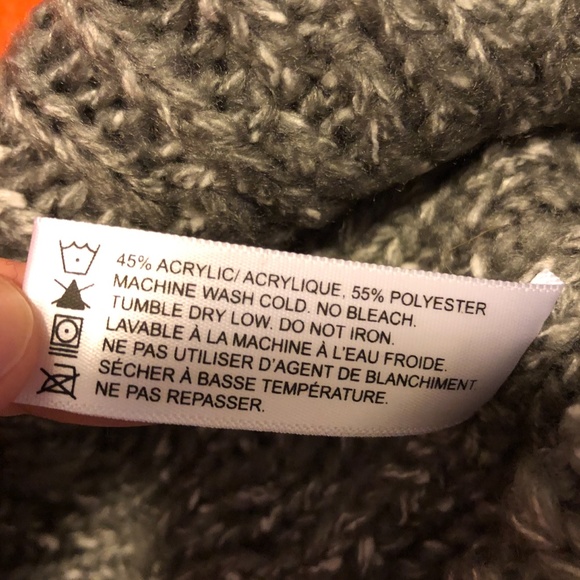 45% ACRYLIC/ ACRYLIQUE, 55% POLYESTER
MACHINE WASH COLD. NO BLEACH.
TUMBLE DRY LOW. DO NOT IRON.
LAVABLE À LA MACHINE À L'EAU FROIDE.
NE PAS UTILISER D'AGENT DE BLANCHIMENT
SÉCHER À BASSE TEMPÉRATURE.
NE PAS REPASSER.